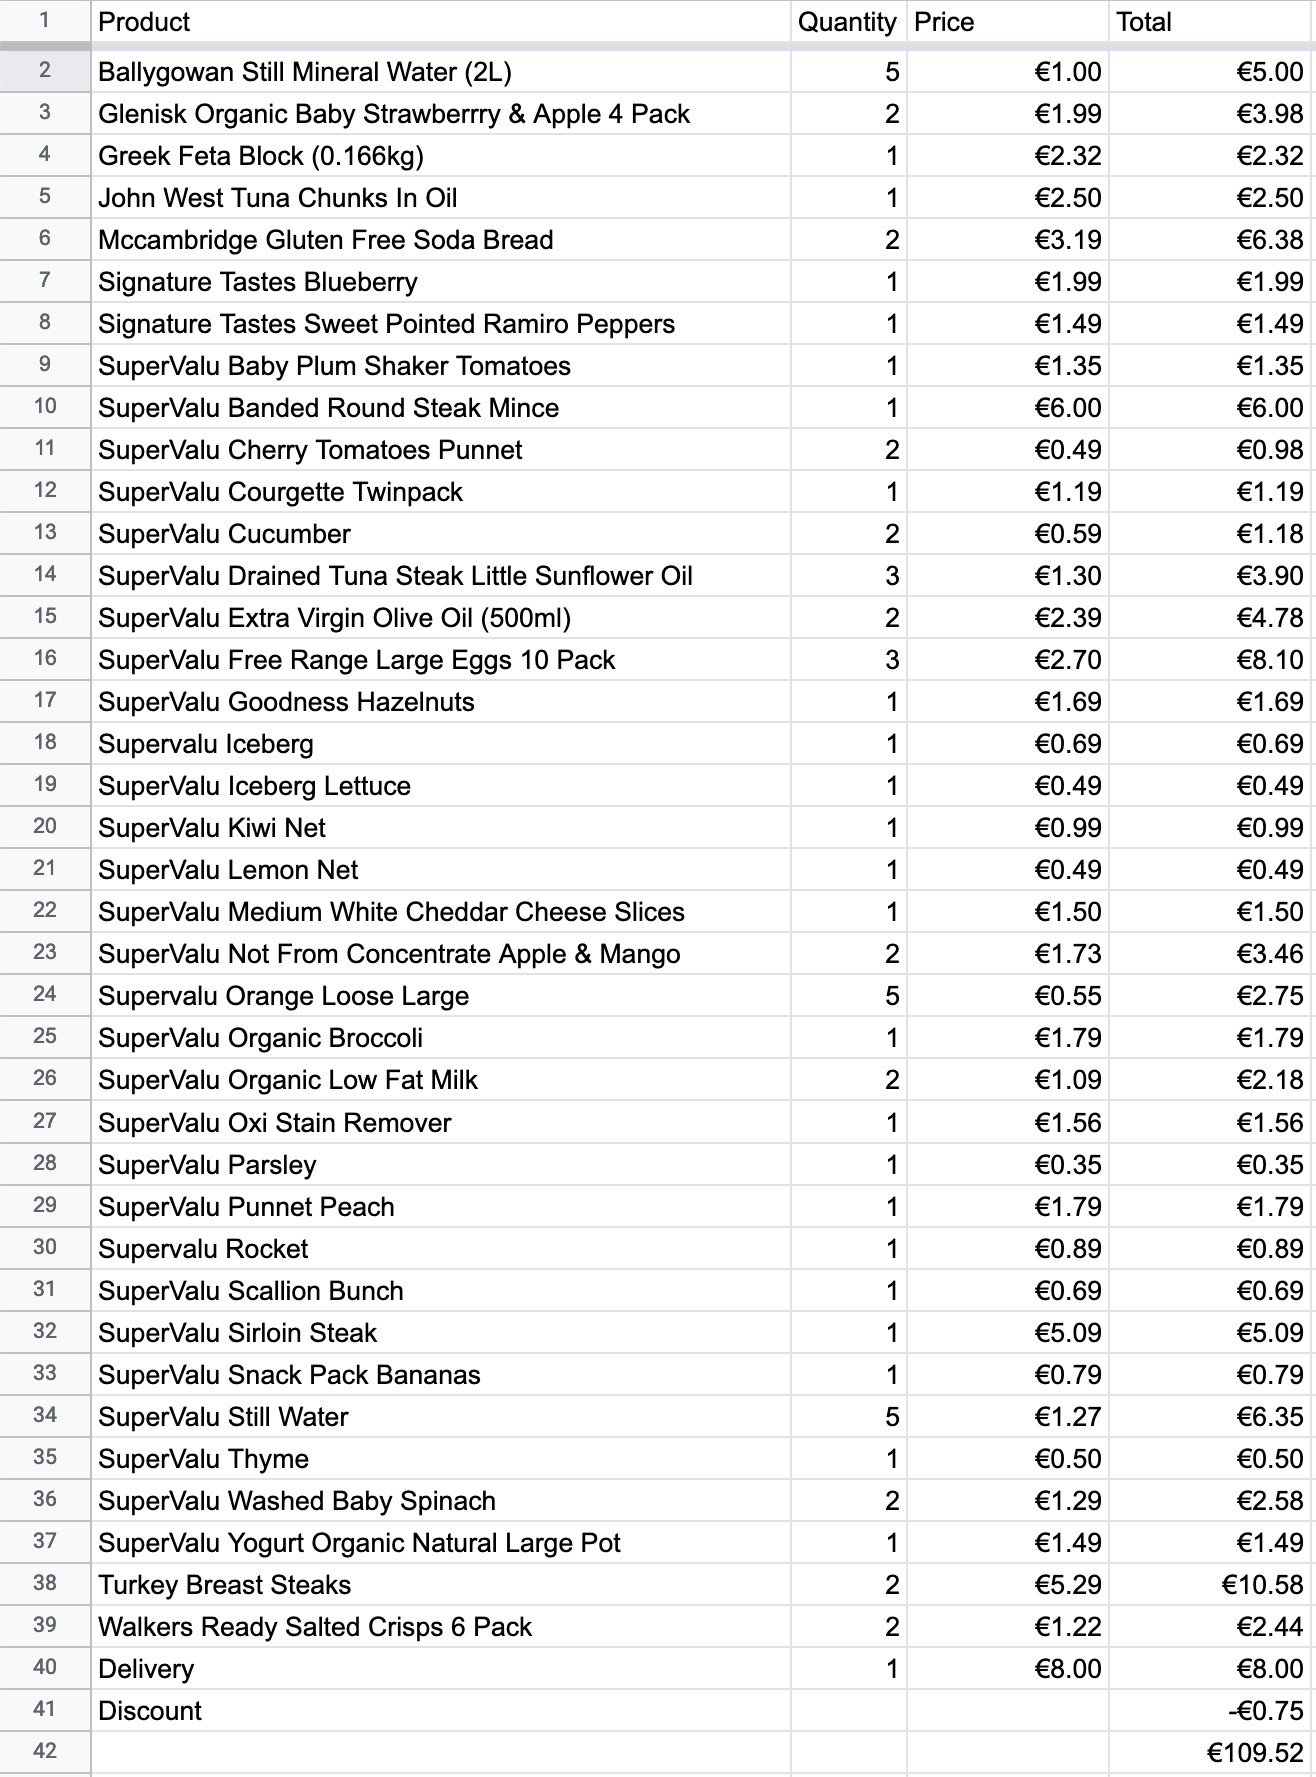 1 Product Quantity Price Total
2 Ballygowan Still Mineral Water (2L) 5 €1.00 €5.00
3 Glenisk Organic Baby Strawberrry & Apple 4 Pack 2 €1.99 €3.98
4 Greek Feta Block (0.166kg) 1 €2.32 €2.32
5 John West Tuna Chunks In Oil 1 €2.50 €2.50
6 Mccambridge Gluten Free Soda Bread 2 €3.19 €6.38
7 Signature Tastes Blueberry 1 €1.99 €1.99
8 Signature Tastes Sweet Pointed Ramiro Peppers 1 €1.49 €1.49
9 SuperValu Baby Plum Shaker Tomatoes 1 €1.35 €1.35
10 SuperValu Banded Round Steak Mince 1 €6.00 €6.00
11 SuperValu Cherry Tomatoes Punnet 2 €0.49 €0.98
12 SuperValu Courgette Twinpack 1 €1.19 €1.19
13 SuperValu Cucumber 2 €0.59 €1.18
14 SuperValu Drained Tuna Steak Little Sunflower Oil 3 €1.30 €3.90
15 SuperValu Extra Virgin Olive Oil (500ml) 2 €2.39 €4.78
16 SuperValu Free Range Large Eggs 10 Pack 3 €2.70 €8.10
17 SuperValu Goodness Hazelnuts 1 €1.69 €1.69
18 Supervalu Iceberg 1 €0.69 €0.69
19 SuperValu Iceberg Lettuce 1 €0.49 €0.49
20 SuperValu Kiwi Net 1 €0.99 €0.99
21 SuperValu Lemon Net 1 €0.49 €0.49
22 SuperValu Medium White Cheddar Cheese Slices 1 €1.50 €1.50
23 SuperValu Not From Concentrate Apple & Mango 2 €1.73 €3.46
24 Supervalu Orange Loose Large 5 €0.55 €2.75
25 SuperValu Organic Broccoli 1 €1.79 €1.79
26 SuperValu Organic Low Fat Milk 2 €1.09 €2.18
27 SuperValu Oxi Stain Remover 1 €1.56 €1.56
28 SuperValu Parsley 1 €0.35 €0.35
29 SuperValu Punnet Peach 1 €1.79 €1.79
30 Supervalu Rocket 1 €0.89 €0.89
31 SuperValu Scallion Bunch 1 €0.69 €0.69
32 SuperValu Sirloin Steak 1 €5.09 €5.09
33 SuperValu Snack Pack Bananas 1 €0.79 €0.79
34 SuperValu Still Water 5 €1.27 €6.35
35 SuperValu Thyme 1 €0.50 €0.50
36 SuperValu Washed Baby Spinach 2 €1.29 €2.58
37 SuperValu Yogurt Organic Natural Large Pot 1 €1.49 €1.49
38 Turkey Breast Steaks 2 €5.29 €10.58
39 Walkers Ready Salted Crisps 6 Pack 2 €1.22 €2.44
40 Delivery 1 €8.00 €8.00
41 Discount -€0.75
42 €109.52